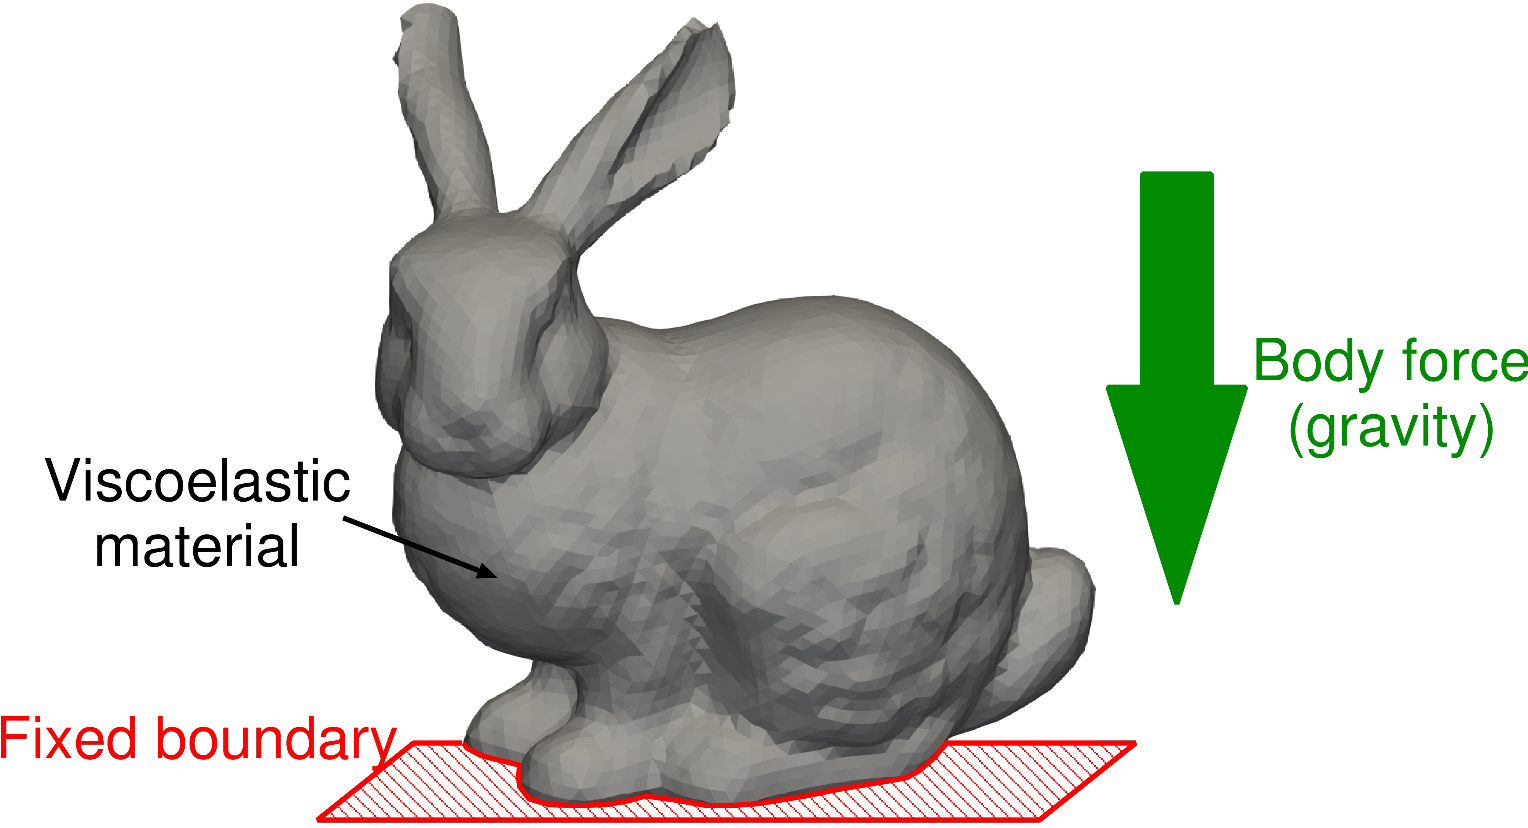 Viscoelastic
material
Body force
(gravity)
Fixed boundary